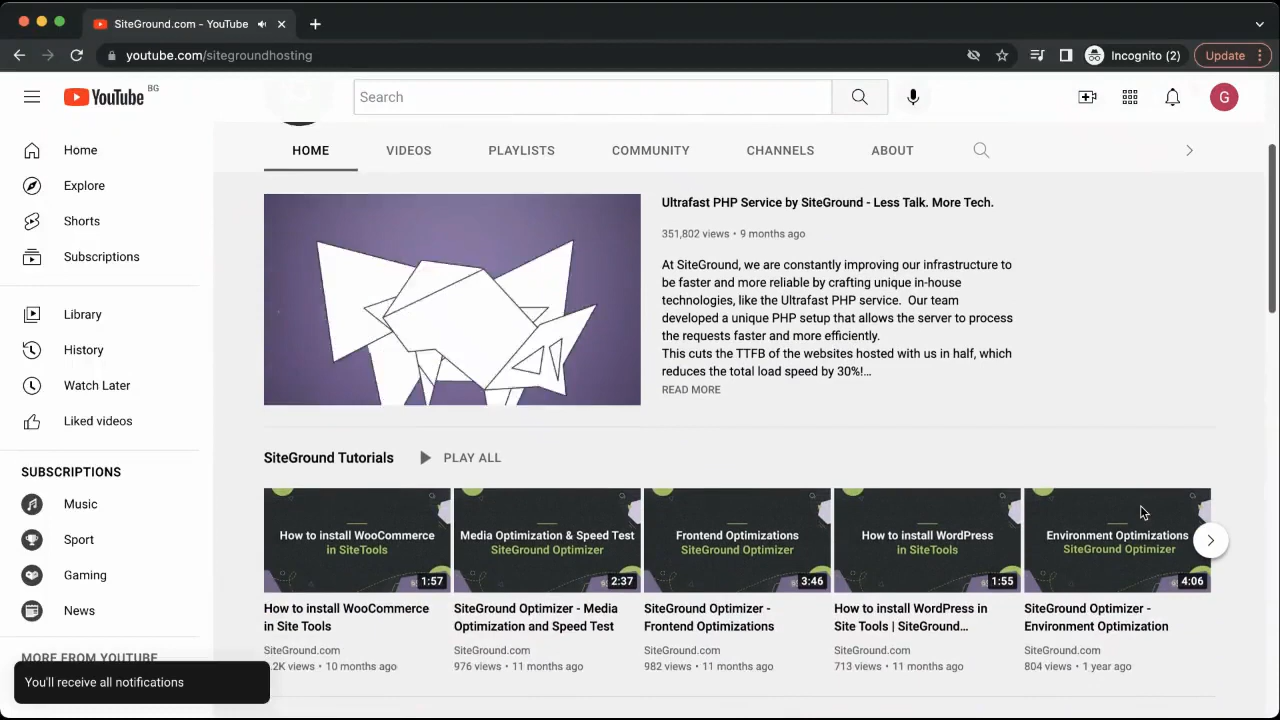 SiteGround.com - YouTube
youtube.com/sitegroundhosting
Incognito (2)
Update
YouTube BG
Search
G
Home
Explore
Shorts
Subscriptions
Library
History
Watch Later
Liked videos
SUBSCRIPTIONS
Music
Sport
Gaming
News
MORE FROM YOUTUBE
You'll receive all notifications
HOME VIDEOS PLAYLISTS COMMUNITY CHANNELS ABOUT
Ultrafast PHP Service by SiteGround - Less Talk. More Tech.
351,802 views • 9 months ago
At SiteGround, we are constantly improving our infrastructure to
be faster and more reliable by crafting unique in-house
technologies, like the Ultrafast PHP service. Our team
developed a unique PHP setup that allows the server to process
the requests faster and more efficiently.
This cuts the TTFB of the websites hosted with us in half, which
reduces the total load speed by 30%!...
READ MORE
SiteGround Tutorials PLAY ALL
How to install WooCommerce
in SiteTools
1:57
How to install WooCommerce
in Site Tools
SiteGround.com
.2K views • 10 months ago
Media Optimization & Speed Test
SiteGround Optimizer
2:37
SiteGround Optimizer - Media
Optimization and Speed Test
SiteGround.com
976 views • 11 months ago
Frontend Optimizations
SiteGround Optimizer
3:46
SiteGround Optimizer -
Frontend Optimizations
SiteGround.com
982 views • 11 months ago
How to install WordPress
in SiteTools
1:55
How to install WordPress in
Site Tools | SiteGround...
SiteGround.com
713 views • 11 months ago
Environment Optimizations
SiteGround Optimizer
4:06
SiteGround Optimizer -
Environment Optimization
SiteGround.com
804 views • 1 year ago